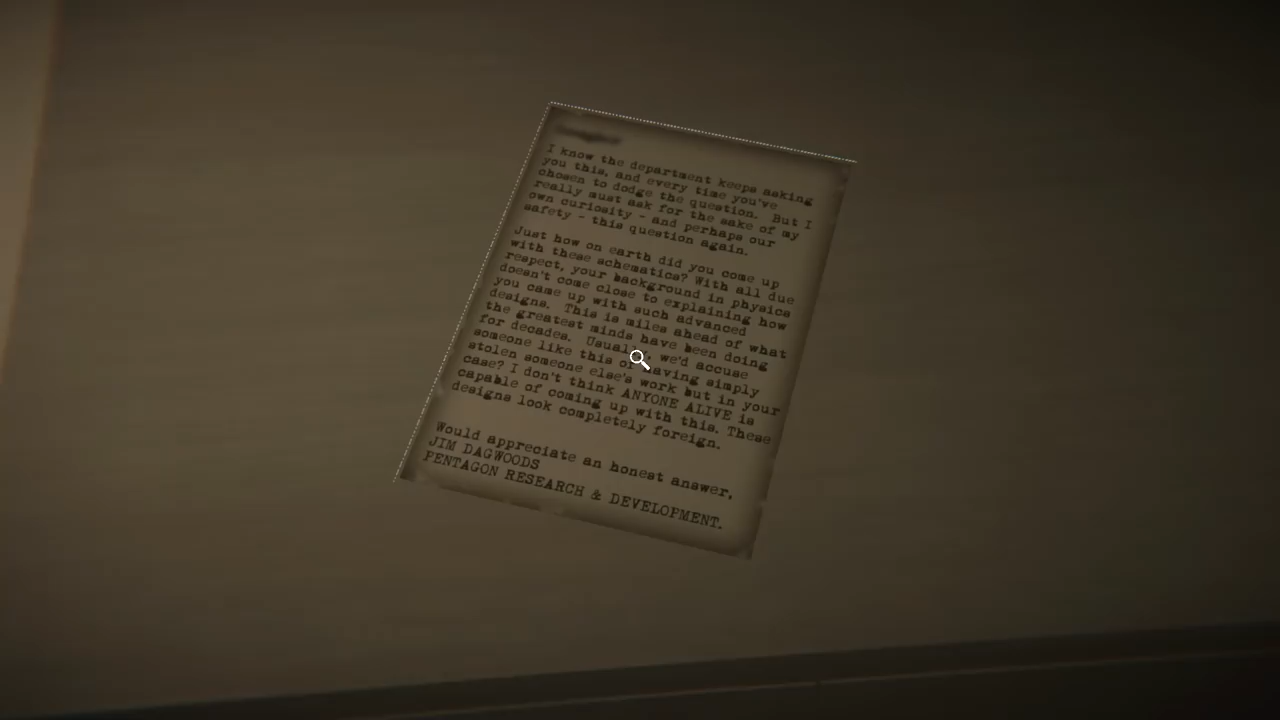 I know the department keeps asking
you this, and every time you've
chosen to dodge the question.  But I
really must ask for the sake of my
own curiosity - and perhaps our
safety - this question again.
Just how on earth did you come up
with these schematics? With all due
respect, your background in physics
doesn't come close to explaining how
you came up with such advanced
designs.  This is miles ahead of what
the greatest minds have been doing
for decades.  Usually, we'd accuse
someone like this of having simply
stolen someone else's work but in your
case? I don't think ANYONE ALIVE is
capable of coming up with this. These
designs look completely foreign.
Would appreciate an honest answer,
JIM DAGWOODS
PENTAGON RESEARCH & DEVELOPMENT.